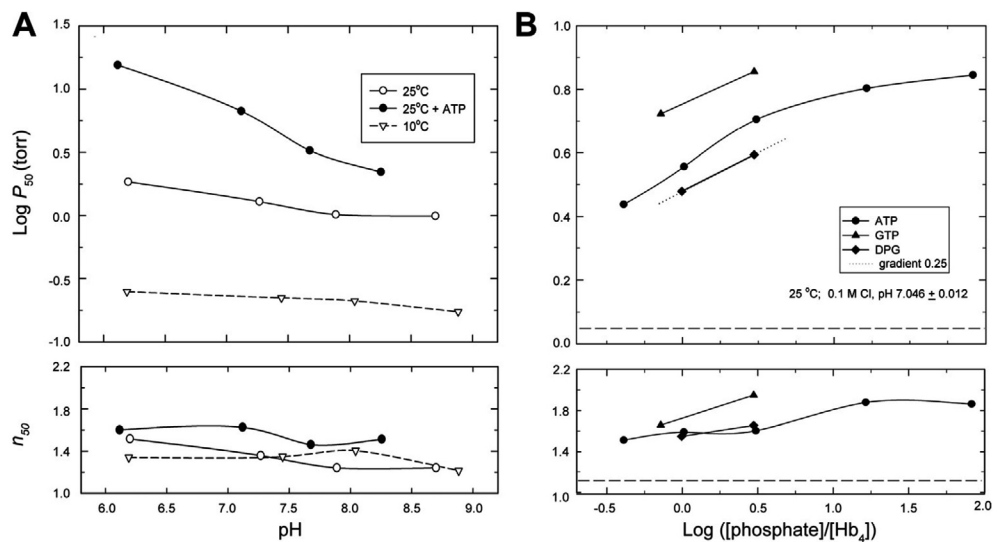 A
1.5
1.0
0.5
0.0
-0.5
-1.0
Log P50 (torr)
25°C
25°C + ATP
10°C
2.2
1.8
1.4
1.0
n50
6.0 6.5 7.0 7.5 8.0 8.5 9.0
pH
B
1.0
0.8
0.6
0.4
0.2
0.0
ATP
GTP
DPG
gradient 0.25
25 °C; 0.1 M Cl, pH 7.046 ± 0.012
2.2
1.8
1.4
1.0
-0.5 0.0 0.5 1.0 1.5 2.0
Log ([phosphate]/[Hb4])